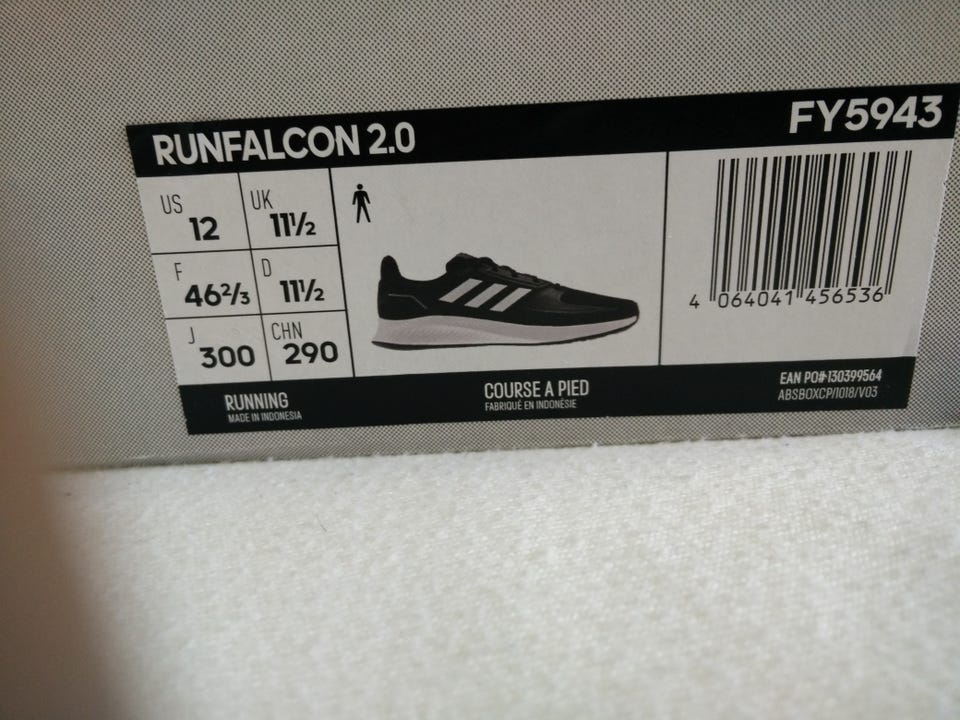 RUNFALCON 2.0 FY5943
US 12 UK 11½
F 46⅔ D 11½
J 300 CHN 290
4 064041 456536
RUNNING COURSE A PIED EAN PO#130399564
MADE IN INDONESIA FABRIQUÉ EN INDONÉSIE ABSBOXCP/1018/V03